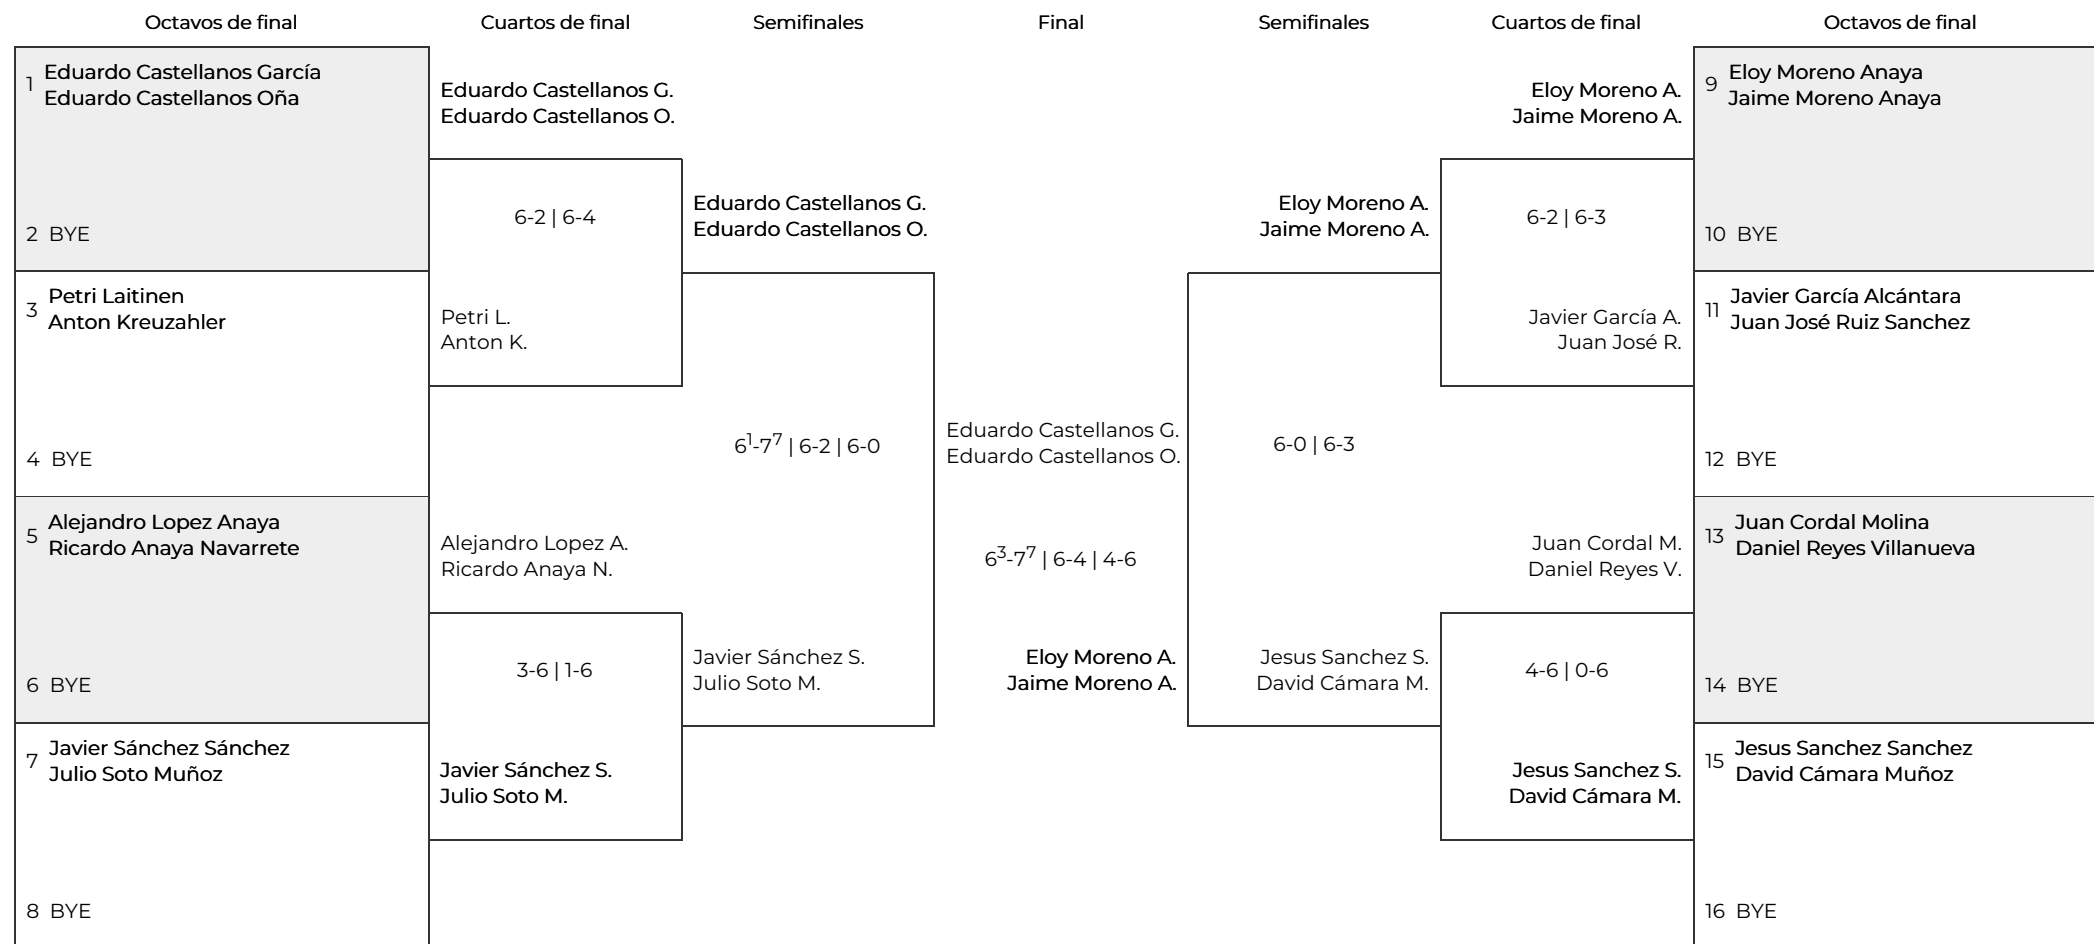 Octavos de final
Cuartos de final
Semifinales
Final
Semifinales
Cuartos de final
Octavos de final
1 Eduardo Castellanos García
Eduardo Castellanos Oña
2 BYE
3 Petri Laitinen
Anton Kreuzahler
4 BYE
5 Alejandro Lopez Anaya
Ricardo Anaya Navarrete
6 BYE
7 Javier Sánchez Sánchez
Julio Soto Muñoz
8 BYE
Eduardo Castellanos G.
Eduardo Castellanos O.
6-2 | 6-4
Petri L.
Anton K.
Alejandro Lopez A.
Ricardo Anaya N.
3-6 | 1-6
Javier Sánchez S.
Julio Soto M.
Eduardo Castellanos G.
Eduardo Castellanos O.
6¹-7⁷ | 6-2 | 6-0
Javier Sánchez S.
Julio Soto M.
Eduardo Castellanos G.
Eduardo Castellanos O.
6³-7⁷ | 6-4 | 4-6
Eloy Moreno A.
Jaime Moreno A.
Eloy Moreno A.
Jaime Moreno A.
6-0 | 6-3
Jesus Sanchez S.
David Cámara M.
Eloy Moreno A.
Jaime Moreno A.
6-2 | 6-3
Javier García A.
Juan José R.
Juan Cordal M.
Daniel Reyes V.
4-6 | 0-6
Jesus Sanchez S.
David Cámara M.
9 Eloy Moreno Anaya
Jaime Moreno Anaya
10 BYE
11 Javier García Alcántara
Juan José Ruiz Sanchez
12 BYE
13 Juan Cordal Molina
Daniel Reyes Villanueva
14 BYE
15 Jesus Sanchez Sanchez
David Cámara Muñoz
16 BYE